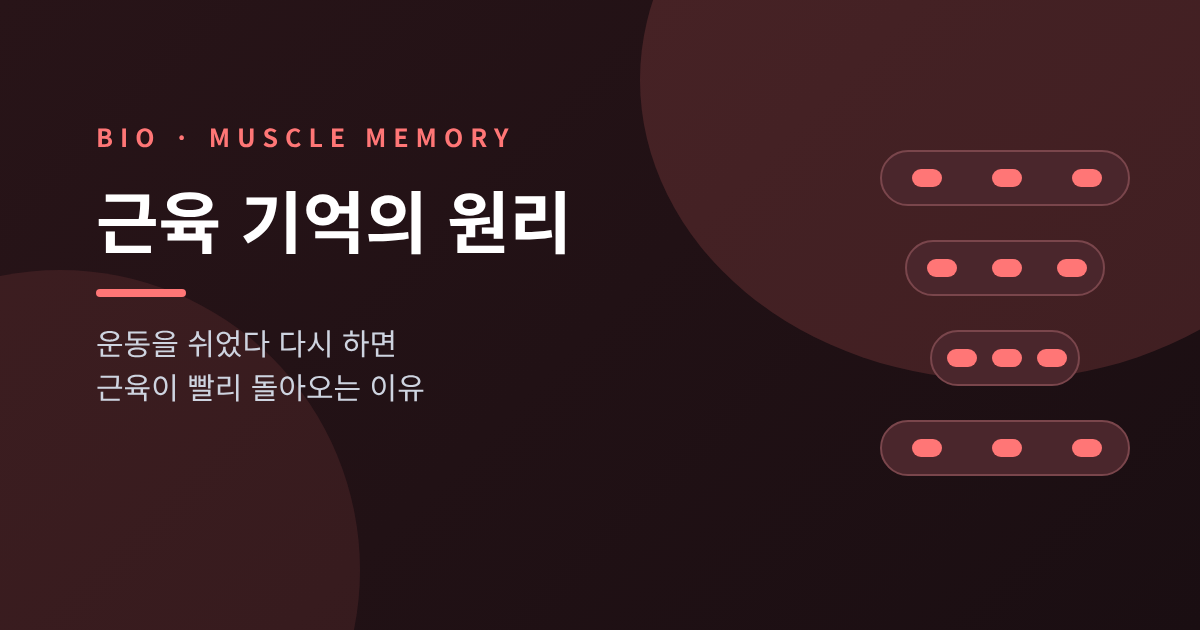 BIO · MUSCLE MEMORY
근육 기억의 원리
운동을 쉬었다 다시 하면
근육이 빨리 돌아오는 이유